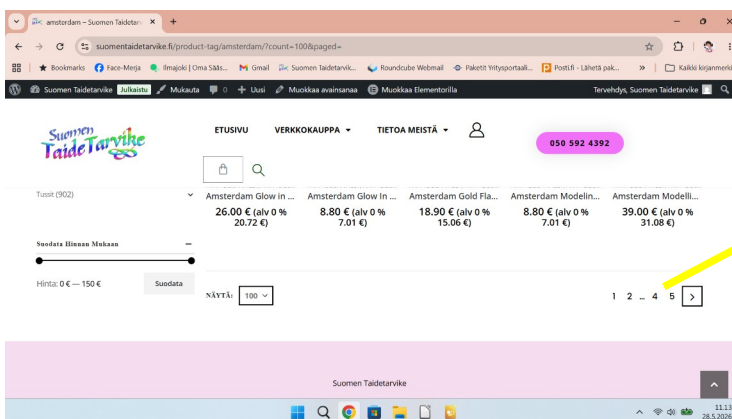 amsterdam – Suomen Taidetarv
suomentaidetarvike.fi/product-tag/amsterdam/?count=100&paged=
Bookmarks Face-Merja Ilmajoki | Oma Sääs... Gmail Suomen Taidetarvik... Roundcube Webmail Paketit Yritysportaali... Posti.fi - Lähetä pak... » Kaikki kirjanmerki
Suomen Taidetarvike Julkaistu Mukauta 0 + Uusi Muokkaa avainsanaa Muokkaa Elementorilla Tervehdys, Suomen Taidetarvike
Suomen
TaideTarvike
ETUSIVU VERKKOKAUPPA TIETOA MEISTÄ
050 592 4392
Tussit (902)
Amsterdam Glow in ... Amsterdam Glow In ... Amsterdam Gold Fla... Amsterdam Modelin... Amsterdam Modelli...
26.00 € (alv 0 % 8.80 € (alv 0 % 18.90 € (alv 0 % 8.80 € (alv 0 % 39.00 € (alv 0 %
20.72 €) 7.01 €) 15.06 €) 7.01 €) 31.08 €)
Suodata Hinnan Mukaan
Hinta: 0 € — 150 € Suodata
NÄYTÄ: 100
1 2 … 4 5 >
Suomen Taidetarvike
11.13
28.5.2026